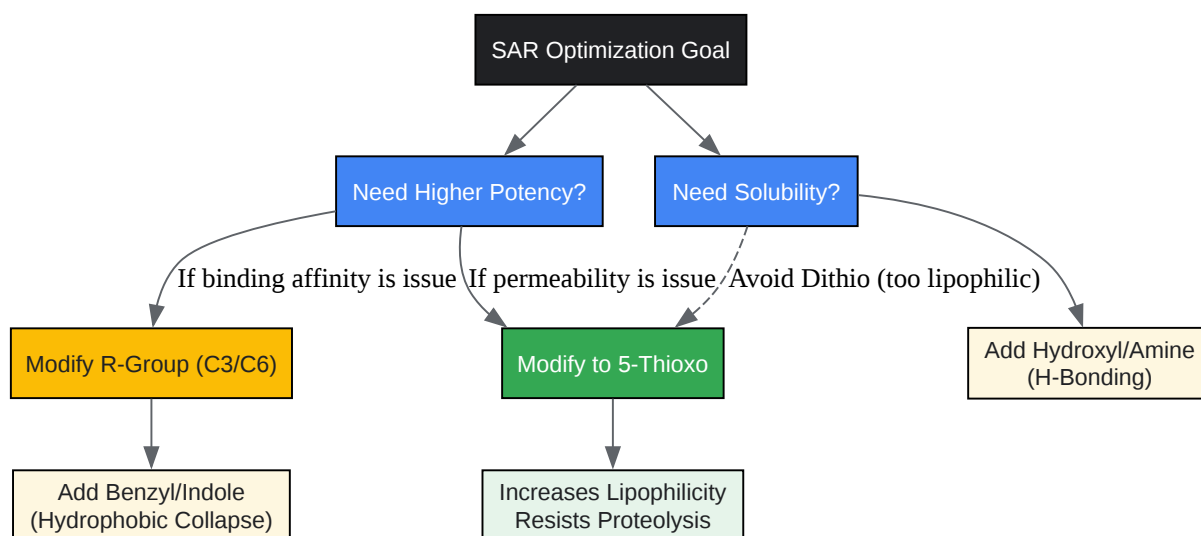 SAR Optimization Goal
Need Higher Potency?
Need Solubility?
If binding affinity is issue
If permeability is issue
Avoid Dithio (too lipophilic)
Modify R-Group (C3/C6)
Modify to 5-Thioxo
Add Hydroxyl/Amine
(H-Bonding)
Add Benzyl/Indole
(Hydrophobic Collapse)
Increases Lipophilicity
Resists Proteolysis